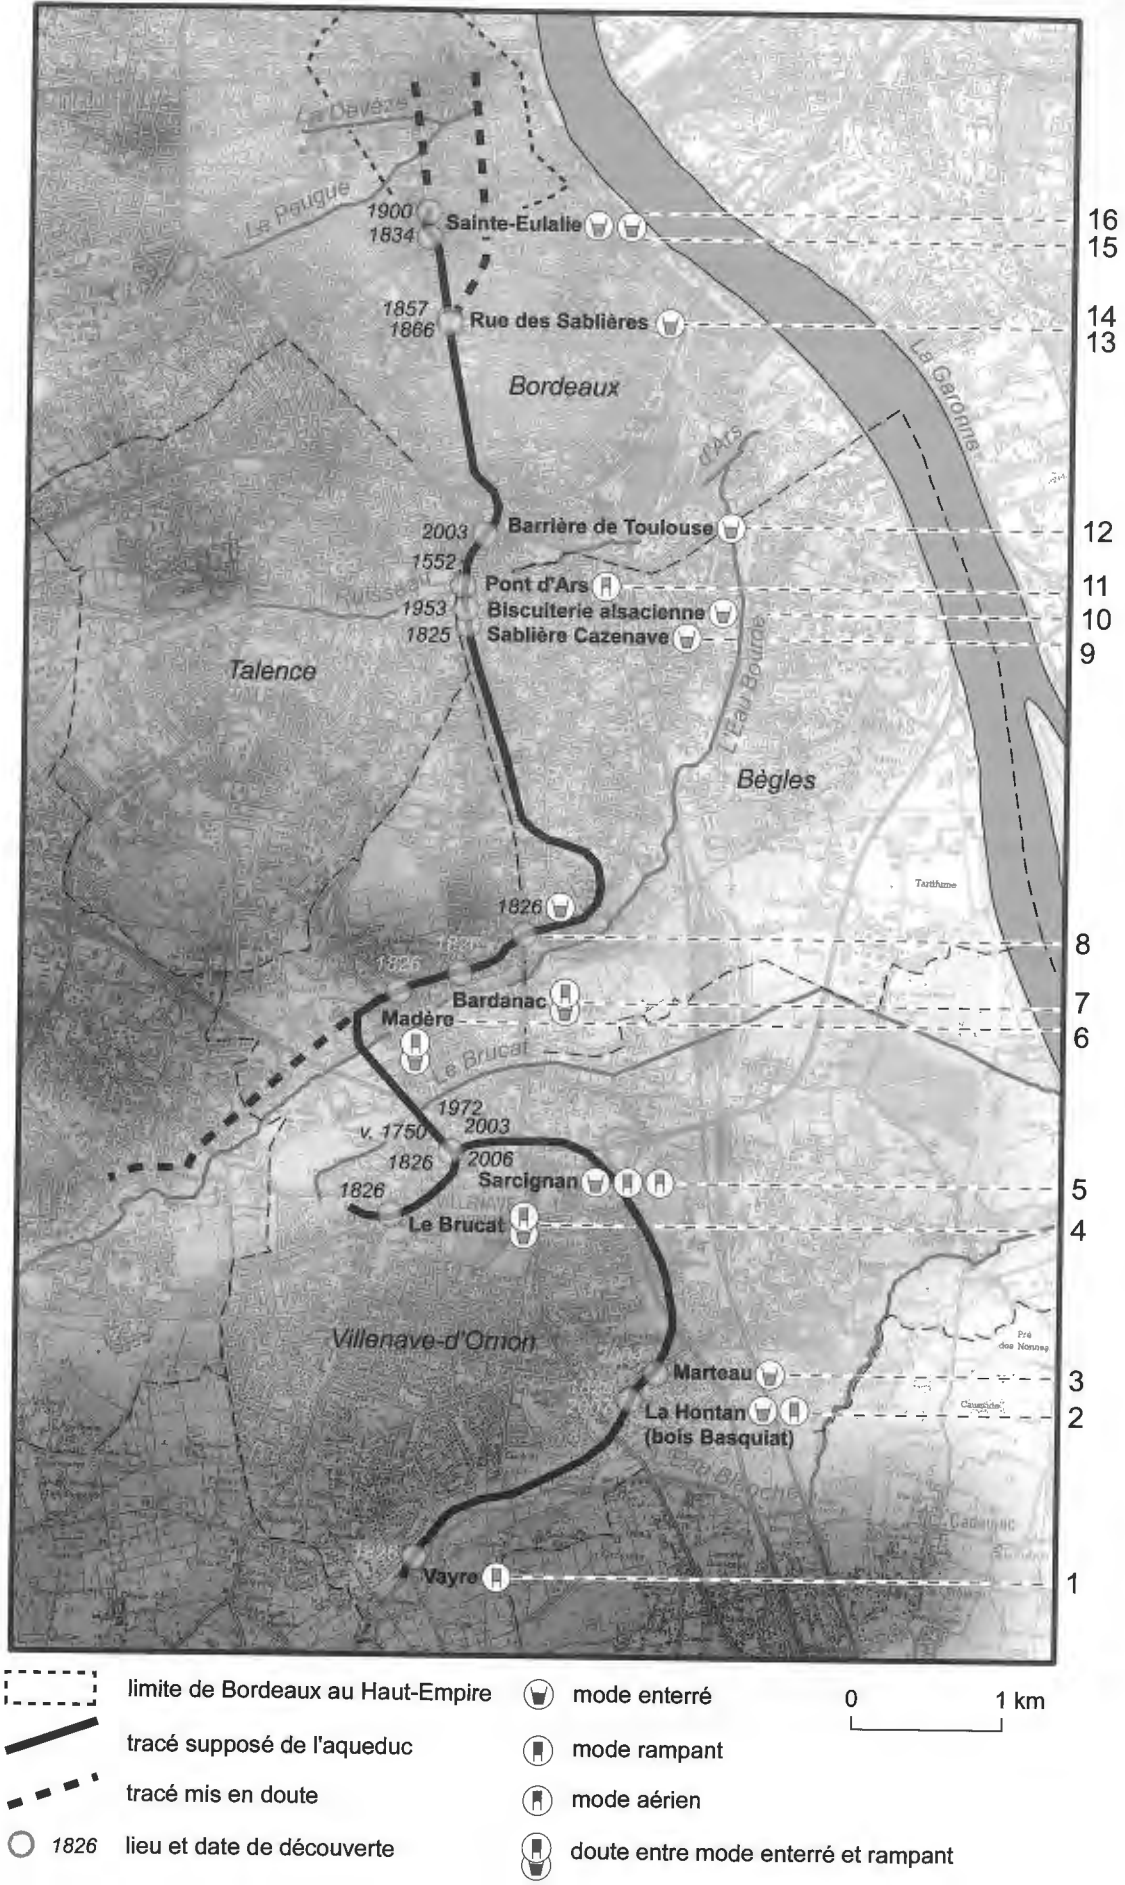 La Devèze
Le Peugue
1900
1834
Sainte-Eulalie
16
15
1857
1866
Rue des Sablières
14
13
La Garonne
Bordeaux
d'Ars
2003
Barrière de Toulouse
12
1552
Ruisseau
Pont d'Ars
11
1953
Biscuiterie alsacienne
10
1825
Sablière Cazenave
9
Talence
L'Eau Bourde
Bègles
1826
8
1826
1826
Bardanac
7
Madère
6
Le Brucat
1972
v. 1750
2003
1826
2006
Sarcignan
5
1826
VILLENAVE
Le Brucat
4
Villenave-d'Ornon
Pré
des Nonnes
Marteau
3
La Hontan
2
(bois Basquiat)
Cadaujac
Vayre
1
limite de Bordeaux au Haut-Empire
mode enterré
0 1 km
tracé supposé de l'aqueduc
mode rampant
tracé mis en doute
mode aérien
1826 lieu et date de découverte
doute entre mode enterré et rampant